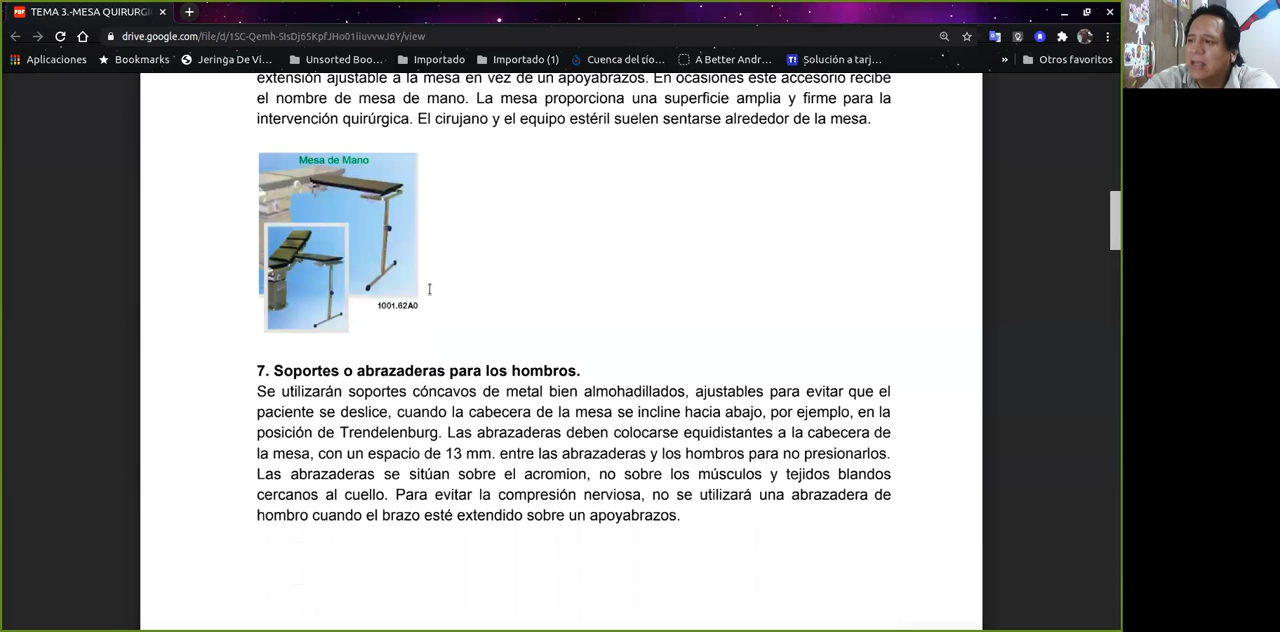 TEMA 3.-MESA QUIRURGI
drive.google.com/file/d/1SC-Qemh-SIsDj65KpfJHo01IiuvvwJ6Y/view
Aplicaciones Bookmarks Jeringa De Vi... Unsorted Boo... Importado Importado (1) Cuenca del río... A Better Andr... Solución a tarj... » Otros favoritos
extensión ajustable a la mesa en vez de un apoyabrazos. En ocasiones este accesorio recibe
el nombre de mesa de mano. La mesa proporciona una superficie amplia y firme para la
intervención quirúrgica. El cirujano y el equipo estéril suelen sentarse alrededor de la mesa.
Mesa de Mano
1001.62A0
7. Soportes o abrazaderas para los hombros.
Se utilizarán soportes cóncavos de metal bien almohadillados, ajustables para evitar que el
paciente se deslice, cuando la cabecera de la mesa se incline hacia abajo, por ejemplo, en la
posición de Trendelenburg. Las abrazaderas deben colocarse equidistantes a la cabecera de
la mesa, con un espacio de 13 mm. entre las abrazaderas y los hombros para no presionarlos.
Las abrazaderas se sitúan sobre el acromion, no sobre los músculos y tejidos blandos
cercanos al cuello. Para evitar la compresión nerviosa, no se utilizará una abrazadera de
hombro cuando el brazo esté extendido sobre un apoyabrazos.